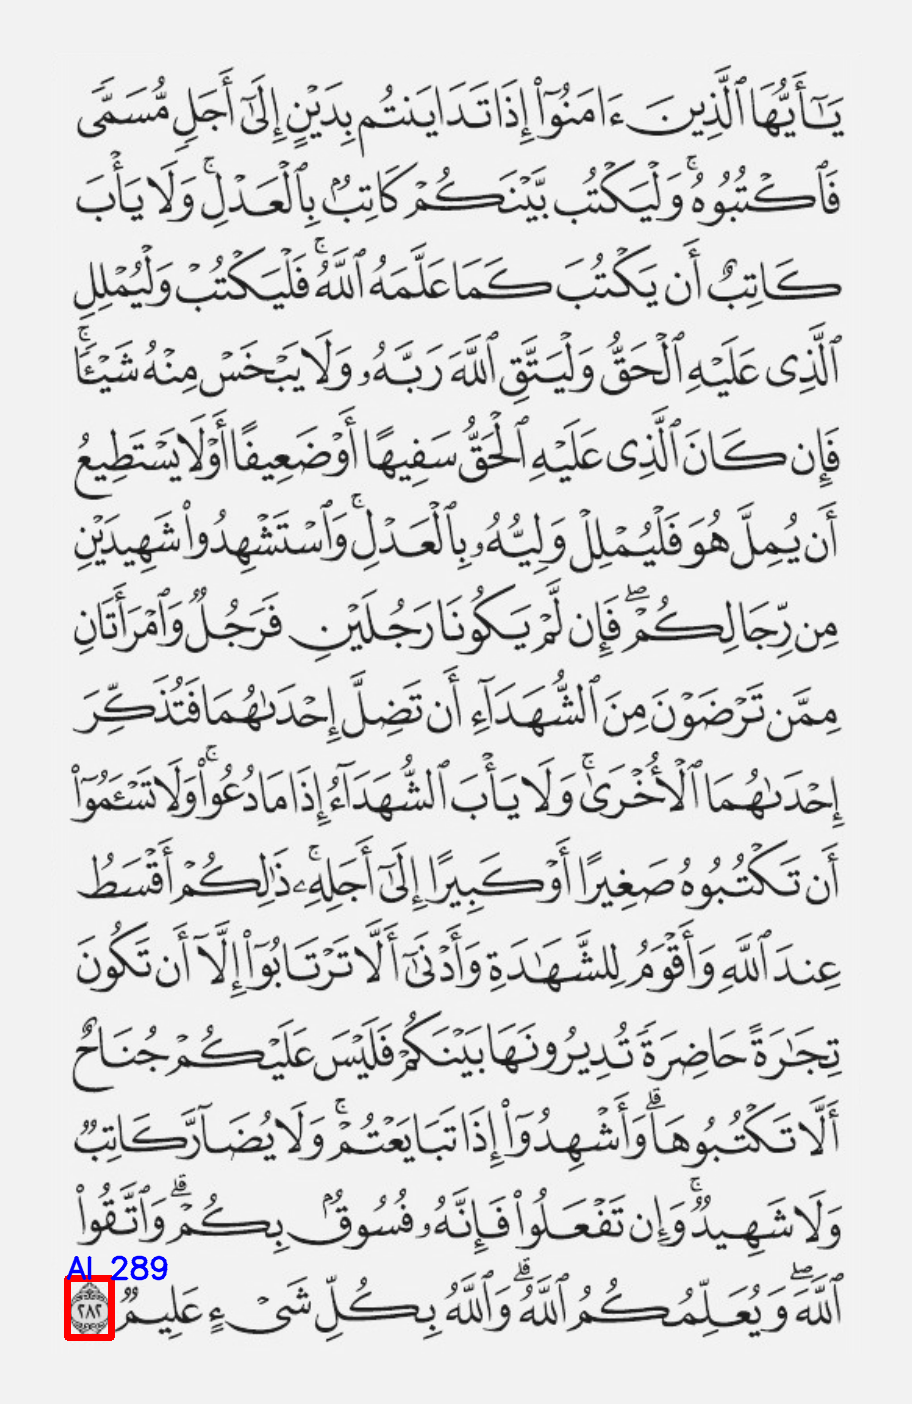 يَـٰٓأَيُّهَا ٱلَّذِينَ ءَامَنُوٓا۟ إِذَا تَدَايَنتُم بِدَيْنٍ إِلَىٰٓ أَجَلٍ مُّسَمًّى
فَٱكْتُبُوهُ ۚ وَلْيَكْتُب بَّيْنَكُمْ كَاتِبٌۢ بِٱلْعَدْلِ ۚ وَلَا يَأْبَ
كَاتِبٌ أَن يَكْتُبَ كَمَا عَلَّمَهُ ٱللَّهُ ۚ فَلْيَكْتُبْ وَلْيُمْلِلِ
ٱلَّذِى عَلَيْهِ ٱلْحَقُّ وَلْيَتَّقِ ٱللَّهَ رَبَّهُۥ وَلَا يَبْخَسْ مِنْهُ شَيْـًٔا ۚ
فَإِن كَانَ ٱلَّذِى عَلَيْهِ ٱلْحَقُّ سَفِيهًا أَوْ ضَعِيفًا أَوْ لَا يَسْتَطِيعُ
أَن يُمِلَّ هُوَ فَلْيُمْلِلْ وَلِيُّهُۥ بِٱلْعَدْلِ ۚ وَٱسْتَشْهِدُوا۟ شَهِيدَيْنِ
مِن رِّجَالِكُمْ ۖ فَإِن لَّمْ يَكُونَا رَجُلَيْنِ فَرَجُلٌ وَٱمْرَأَتَانِ
مِمَّن تَرْضَوْنَ مِنَ ٱلشُّهَدَآءِ أَن تَضِلَّ إِحْدَىٰهُمَا فَتُذَكِّرَ
إِحْدَىٰهُمَا ٱلْأُخْرَىٰ ۚ وَلَا يَأْبَ ٱلشُّهَدَآءُ إِذَا مَا دُعُوا۟ ۚ وَلَا تَسْـَٔمُوٓا۟
أَن تَكْتُبُوهُ صَغِيرًا أَوْ كَبِيرًا إِلَىٰٓ أَجَلِهِۦ ۚ ذَٰلِكُمْ أَقْسَطُ
عِندَ ٱللَّهِ وَأَقْوَمُ لِلشَّهَـٰدَةِ وَأَدْنَىٰٓ أَلَّا تَرْتَابُوٓا۟ إِلَّآ أَن تَكُونَ
تِجَـٰرَةً حَاضِرَةً تُدِيرُونَهَا بَيْنَكُمْ فَلَيْسَ عَلَيْكُمْ جُنَاحٌ
أَلَّا تَكْتُبُوهَا ۗ وَأَشْهِدُوٓا۟ إِذَا تَبَايَعْتُمْ ۚ وَلَا يُضَآرَّ كَاتِبٌ
وَلَا شَهِيدٌ ۚ وَإِن تَفْعَلُوا۟ فَإِنَّهُۥ فُسُوقٌۢ بِكُمْ ۗ وَٱتَّقُوا۟
ٱللَّهَ ۖ وَيُعَلِّمُكُمُ ٱللَّهُ ۗ وَٱللَّهُ بِكُلِّ شَىْءٍ عَلِيمٌ ٢٨٢
AI_289